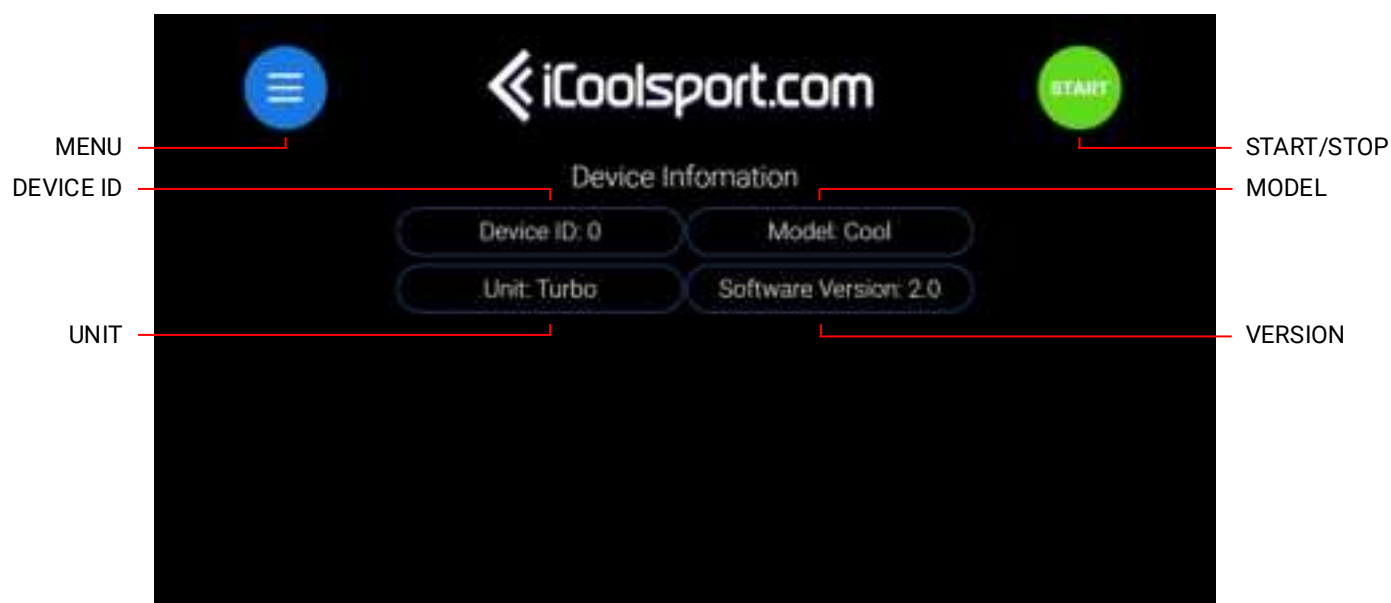 iCoolsport.com
START
MENU
START/STOP
Device Infomation
DEVICE ID
MODEL
Device ID: 0
Model: Cool
Unit: Turbo
Software Version: 2.0
UNIT
VERSION